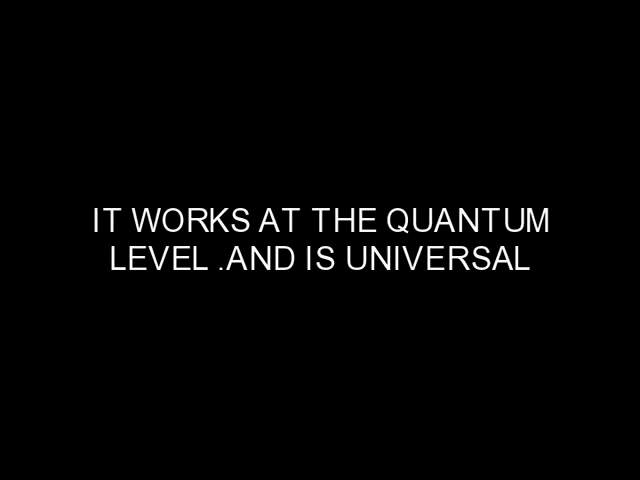 IT WORKS AT THE QUANTUM
LEVEL .AND IS UNIVERSAL